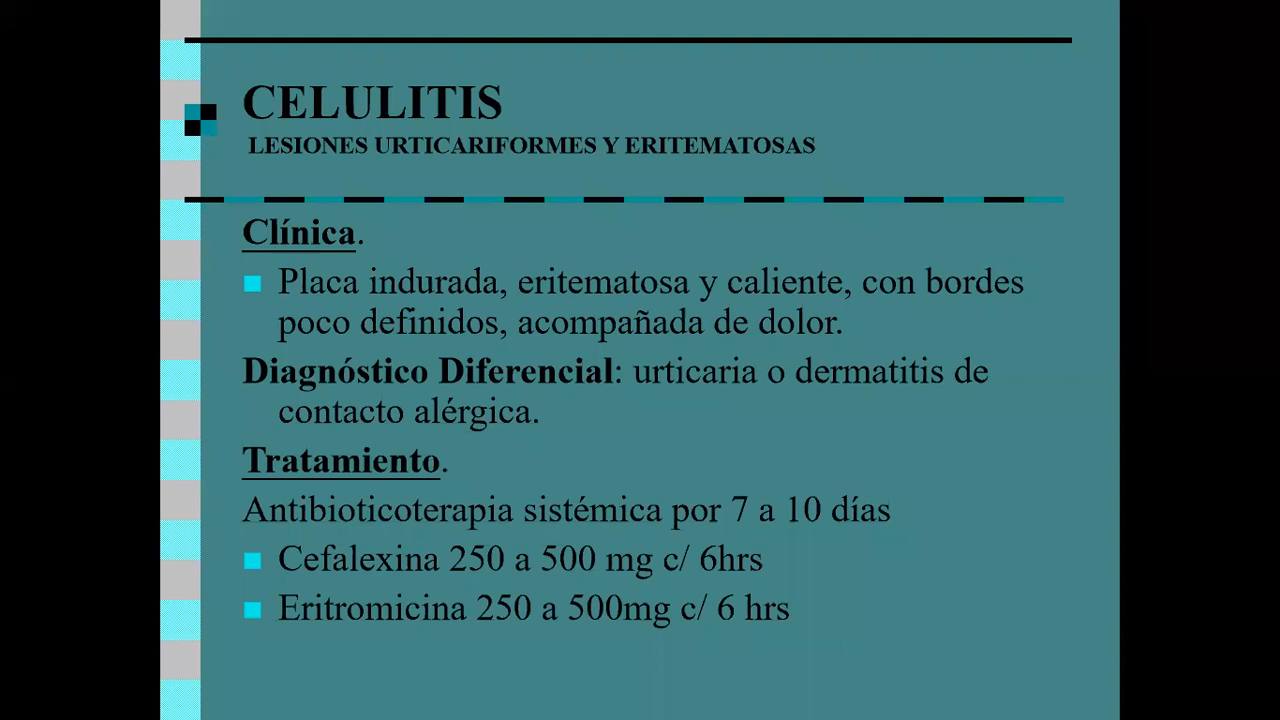 CELULITIS
LESIONES URTICARIFORMES Y ERITEMATOSAS
Clínica.
Placa indurada, eritematosa y caliente, con bordes
poco definidos, acompañada de dolor.
Diagnóstico Diferencial: urticaria o dermatitis de
contacto alérgica.
Tratamiento.
Antibioticoterapia sistémica por 7 a 10 días
Cefalexina 250 a 500 mg c/ 6hrs
Eritromicina 250 a 500mg c/ 6 hrs